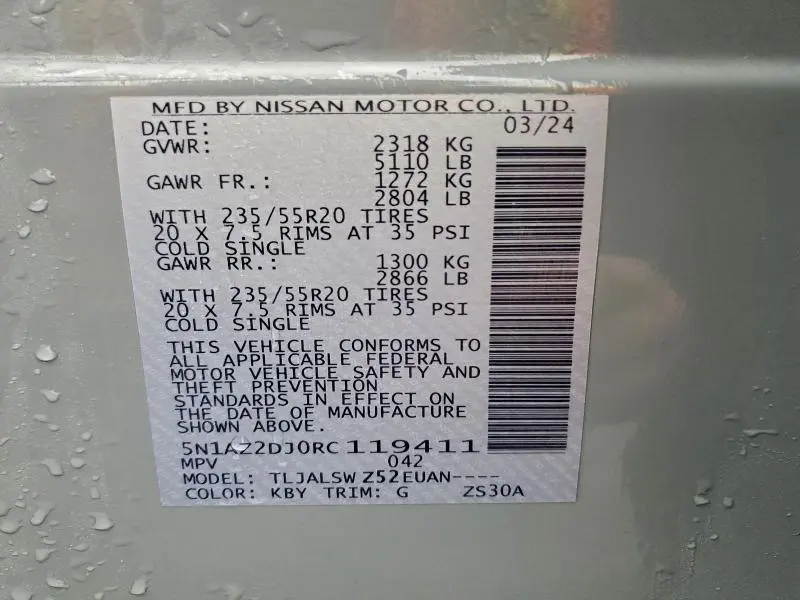 MFD BY NISSAN MOTOR CO., LTD.
DATE: 03/24
GVWR: 2318 KG
5110 LB
GAWR FR.: 1272 KG
2804 LB
WITH 235/55R20 TIRES
20 X 7.5 RIMS AT 35 PSI
COLD SINGLE
GAWR RR.: 1300 KG
2866 LB
WITH 235/55R20 TIRES
20 X 7.5 RIMS AT 35 PSI
COLD SINGLE
THIS VEHICLE CONFORMS TO
ALL APPLICABLE FEDERAL
MOTOR VEHICLE SAFETY AND
THEFT PREVENTION
STANDARDS IN EFFECT ON
THE DATE OF MANUFACTURE
SHOWN ABOVE.
5N1AZ2DJ0RC119411
MPV 042
MODEL: TLJALSWZ52EUAN----
COLOR: KBY TRIM: G ZS30A